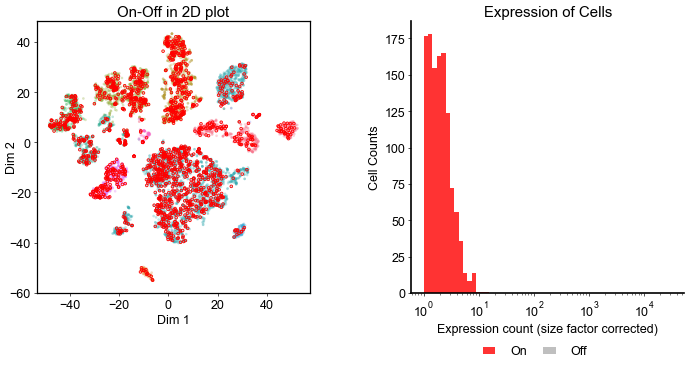 On-Off in 2D plot
40
20
0
−20
−40
−60
Dim 2
−40 −20 0 20 40
Dim 1
Expression of Cells
175
150
125
100
75
50
25
0
Cell Counts
10^0 10^1 10^2 10^3 10^4
Expression count (size factor corrected)
On Off